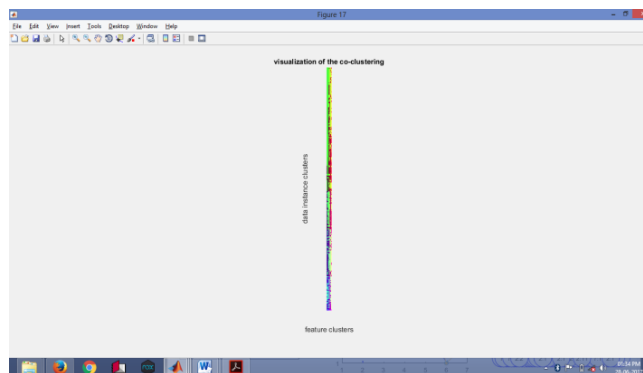 Figure 17
File Edit View Insert Tools Desktop Window Help
visualization of the co-clustering
data instance clusters
feature clusters